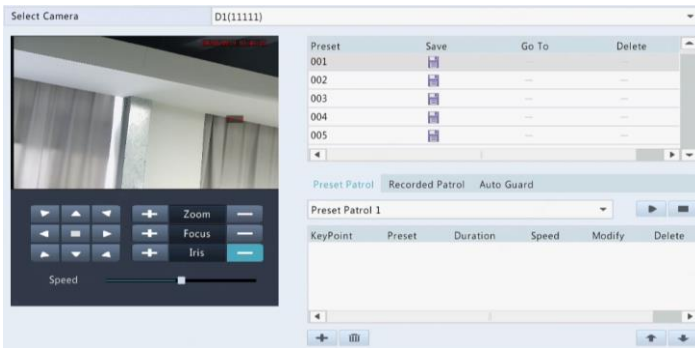 Select Camera D1(11111)
Preset Save Go To Delete
001
002
003
004
005
Preset Patrol Recorded Patrol Auto Guard
Preset Patrol 1
KeyPoint Preset Duration Speed Modify Delete
Zoom
Focus
Iris
Speed